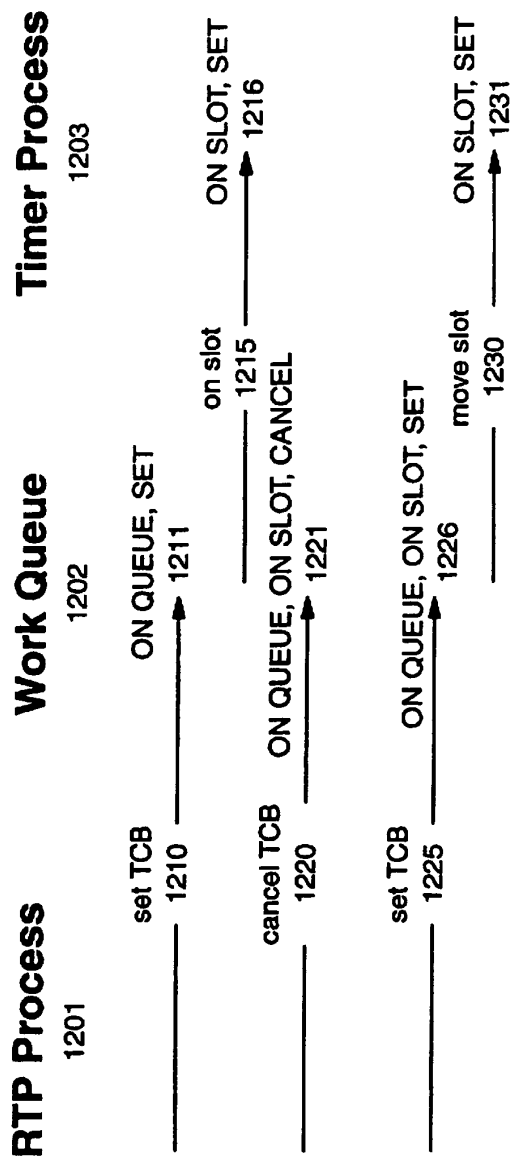 RTP Process
1201
Work Queue
1202
Timer Process
1203
set TCB
1210
ON QUEUE, SET
1211
on slot
1215
ON SLOT, SET
1216
cancel TCB
1220
ON QUEUE, ON SLOT, CANCEL
1221
set TCB
1225
ON QUEUE, ON SLOT, SET
1226
move slot
1230
ON SLOT, SET
1231